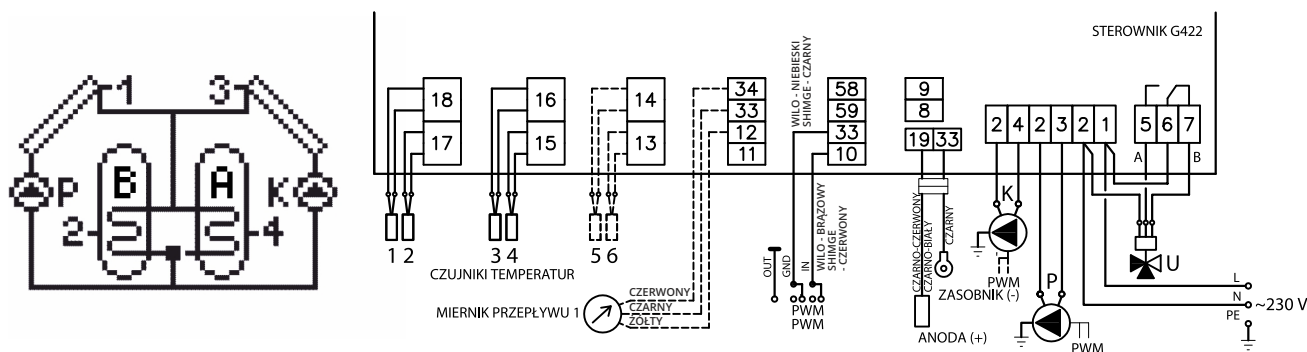 1
3
P
B
A
K
2
4
STEROWNIK G422
18
17
1 2
16
15
3 4
14
13
5 6
CZUJNIKI TEMPERATUR
34
33
12
11
CZERWONY
CZARNY
ŻÓŁTY
MIERNIK PRZEPŁYWU 1
WILO - NIEBIESKI
SHIMGE - CZARNY
58
59
33
10
OUT
GND
IN
WILO - BRĄZOWY
SHIMGE
- CZERWONY
PWM
PWM
9
8
19 33
CZARNO-CZERWONY
CZARNO-BIAŁY
CZARNY
ZASOBNIK (-)
ANODA (+)
2 4 2 3 2 1
K
PWM
P
PWM
5 6 7
A B
U
L
N
PE
~230 V